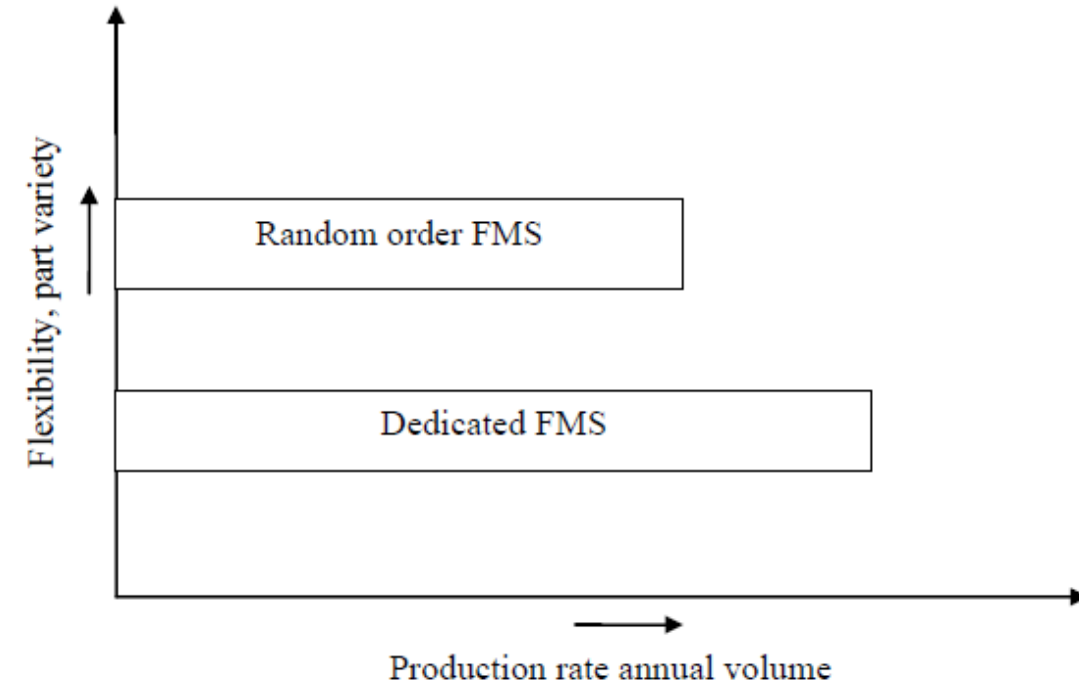 Flexibility, part variety
Random order FMS
Dedicated FMS
Production rate annual volume